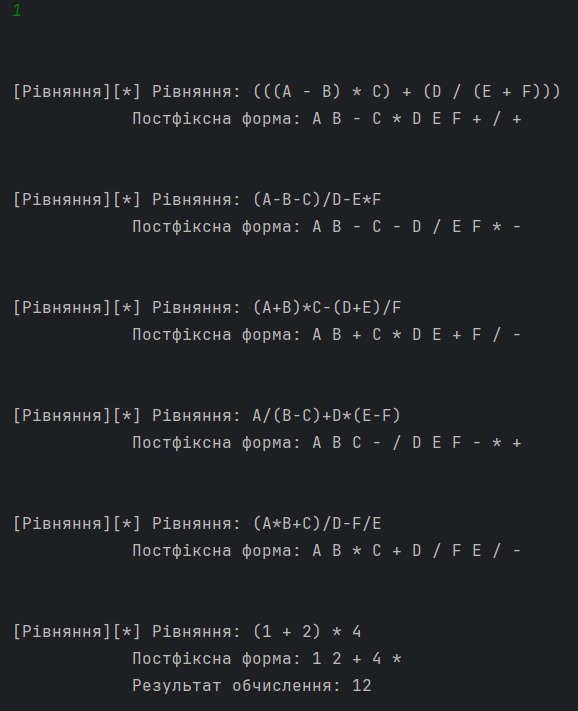 1
[Рівняння][*] Рівняння: (((A - B) * C) + (D / (E + F)))
Постфіксна форма: A B - C * D E F + / +
[Рівняння][*] Рівняння: (A-B-C)/D-E*F
Постфіксна форма: A B - C - D / E F * -
[Рівняння][*] Рівняння: (A+B)*C-(D+E)/F
Постфіксна форма: A B + C * D E + F / -
[Рівняння][*] Рівняння: A/(B-C)+D*(E-F)
Постфіксна форма: A B C - / D E F - * +
[Рівняння][*] Рівняння: (A*B+C)/D-F/E
Постфіксна форма: A B * C + D / F E / -
[Рівняння][*] Рівняння: (1 + 2) * 4
Постфіксна форма: 1 2 + 4 *
Результат обчислення: 12